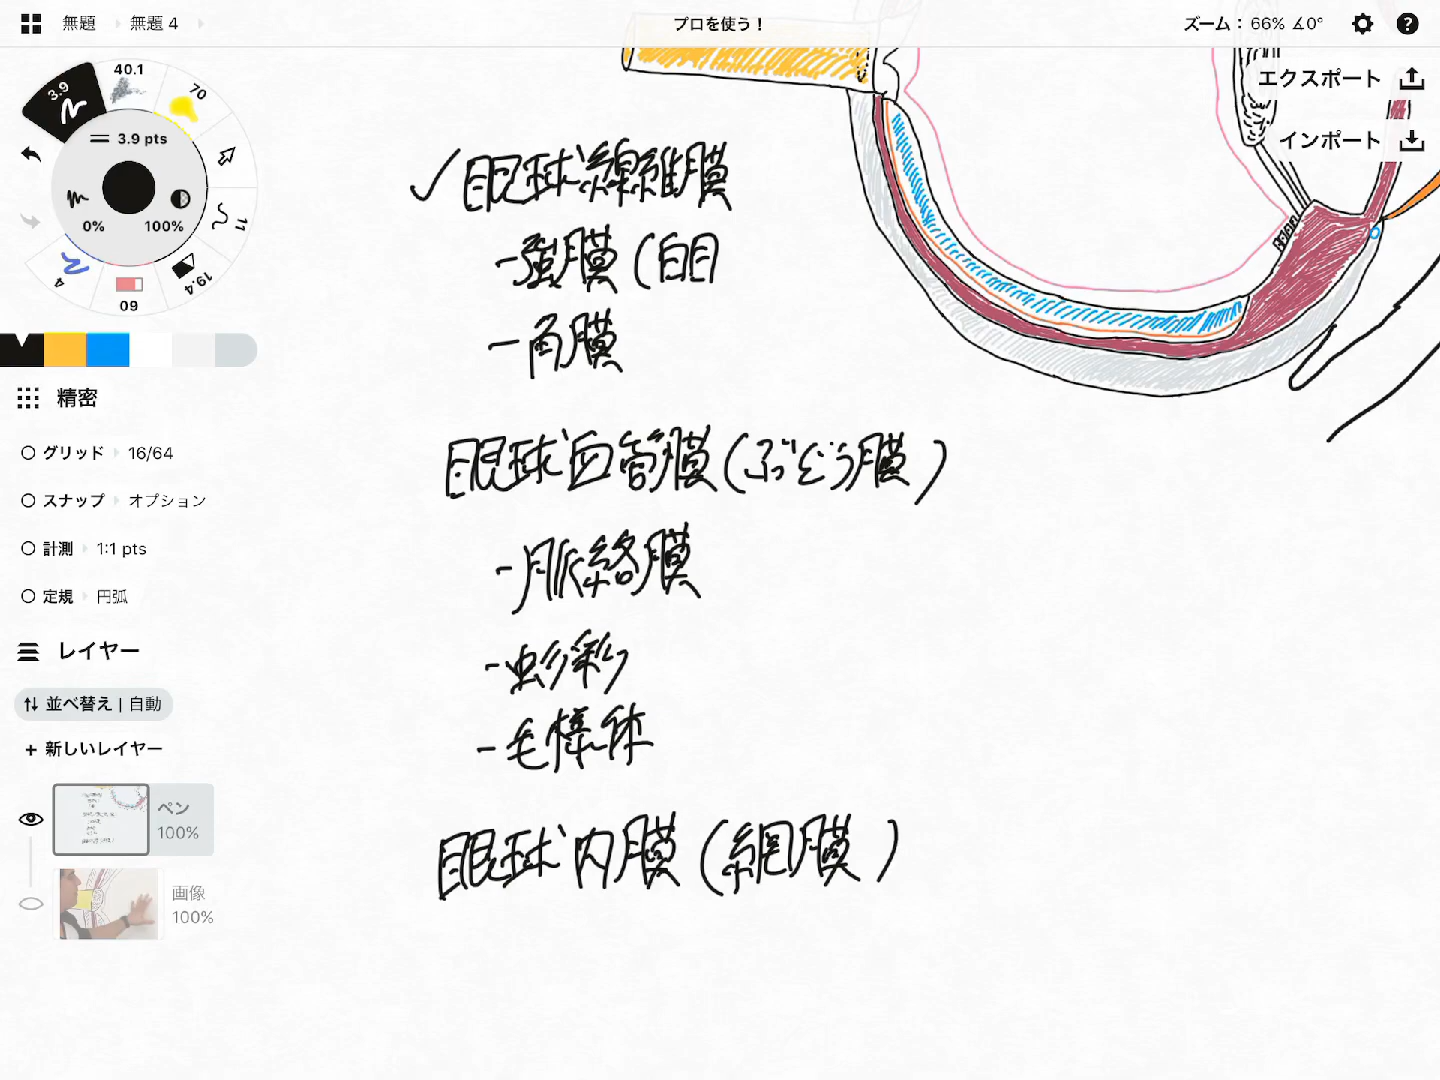 無題 無題 4 プロを使う！ ズーム： 66% ∡0° ?
エクスポート
インポート
40.1
3.9
70
3.9 pts
0% 100%
11
19.4
60
4
精密
グリッド 16/64
スナップ オプション
計測 1:1 pts
定規 円弧
レイヤー
並べ替え | 自動
+ 新しいレイヤー
ペン
100%
画像
100%
✓眼球線維膜
-強膜(白目
-角膜
眼球血管膜(ぶどう膜)
-脈絡膜
-虹彩
-毛様体
眼球内膜(網膜)